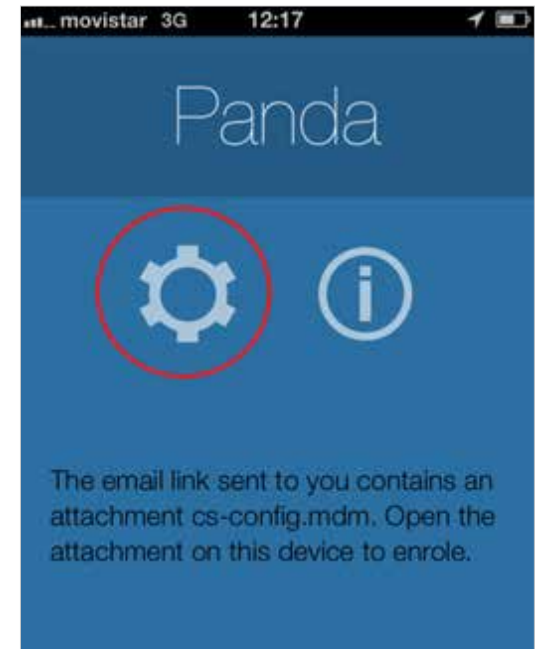 movistar 3G 12:17
Panda
The email link sent to you contains an
attachment cs-config.mdm. Open the
attachment on this device to enrole.